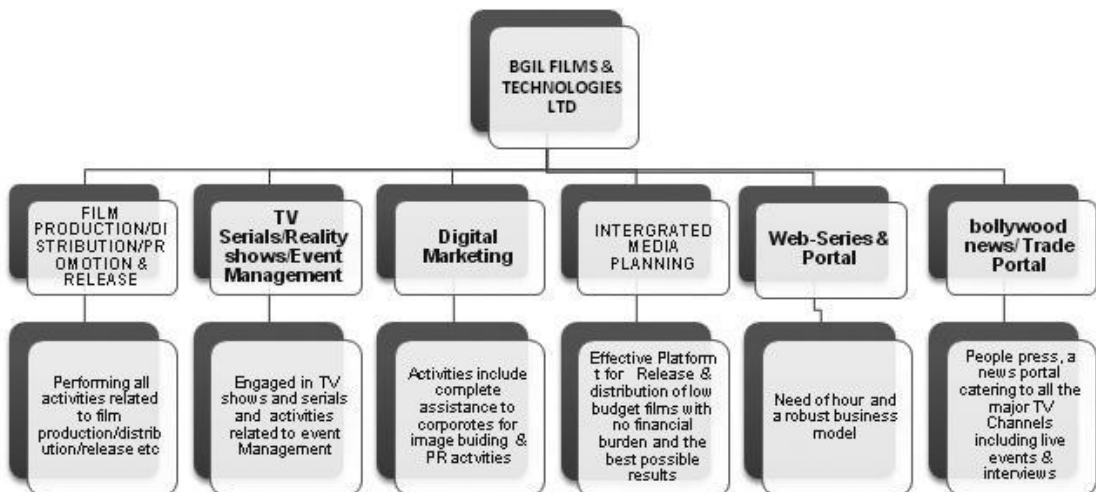 BGIL FILMS &
TECHNOLOGIES
LTD
FILM
PRODUCTION/DI
STRIBUTION/PR
OMOTION &
RELEASE
TV
Serials/Reality
shows/Event
Management
Digital
Marketing
INTERGRATED
MEDIA
PLANNING
Web-Series &
Portal
bollywood
news/ Trade
Portal
Performing all
activities related
to film
production/distrib
ution/release etc
Engaged in TV
shows and serials
and activities
related to event
Management
Activities include
complete
assistance to
corporotes for
image buiding &
PR actvities
Effective Platform
t for Release &
distribution of low
budget films with
no financial
burden and the
best possible
results
Need of hour and
a robust business
model
People press, a
news portal
catering to all the
major TV
Channels
including live
events &
interviews